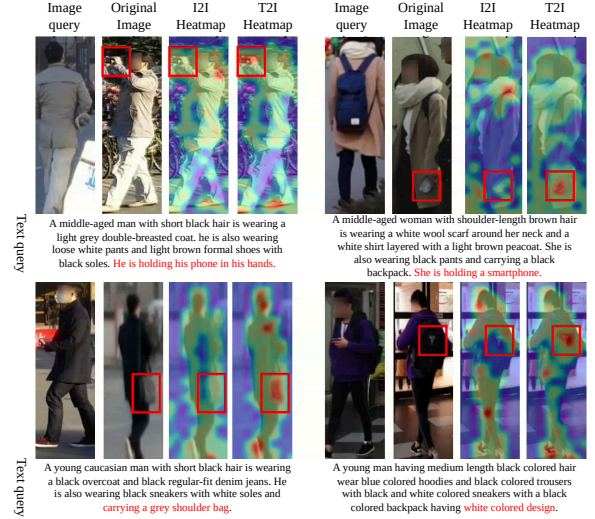 Image query
Original Image
I2I Heatmap
T2I Heatmap
Image query
Original Image
I2I Heatmap
T2I Heatmap
Text query
A middle-aged man with short black hair is wearing a
light grey double-breasted coat. he is also wearing
loose white pants and light brown formal shoes with
black soles. He is holding his phone in his hands.
A middle-aged woman with shoulder-length brown hair
is wearing a white wool scarf around her neck and a
white shirt layered with a light brown peacoat. She is
also wearing black pants and carrying a black
backpack. She is holding a smartphone.
Text query
A young caucasian man with short black hair is wearing
a black overcoat and black regular-fit denim jeans. He
is also wearing black sneakers with white soles and
carrying a grey shoulder bag.
A young man having medium length black colored hair
wear blue colored hoodies and black colored trousers
with black and white colored sneakers with a black
colored backpack having white colored design.